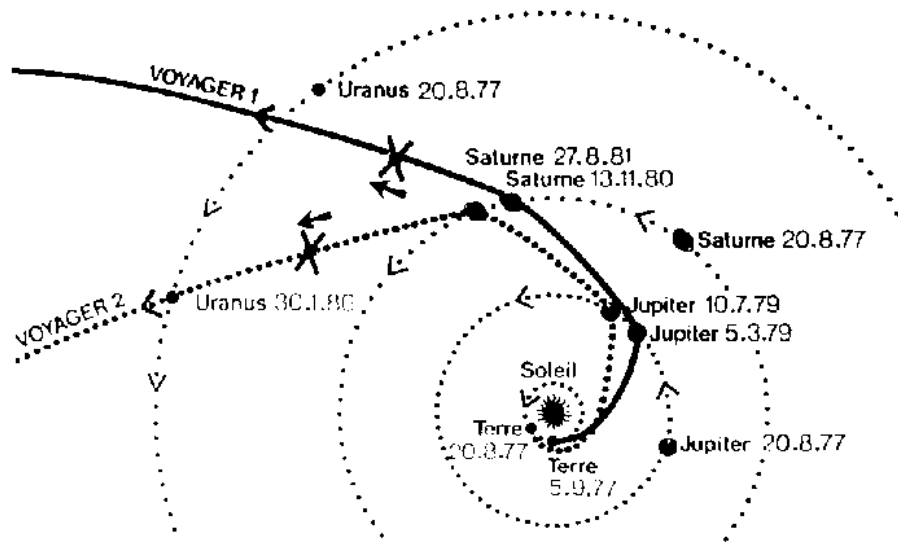 VOYAGER 1
Uranus 20.8.77
Saturne 27.8.81
Saturne 13.11.80
Saturne 20.8.77
Uranus 30.1.86
VOYAGER 2
Jupiter 10.7.79
Jupiter 5.3.79
Soleil
Terre
20.8.77
Jupiter 20.8.77
Terre
5.9.77